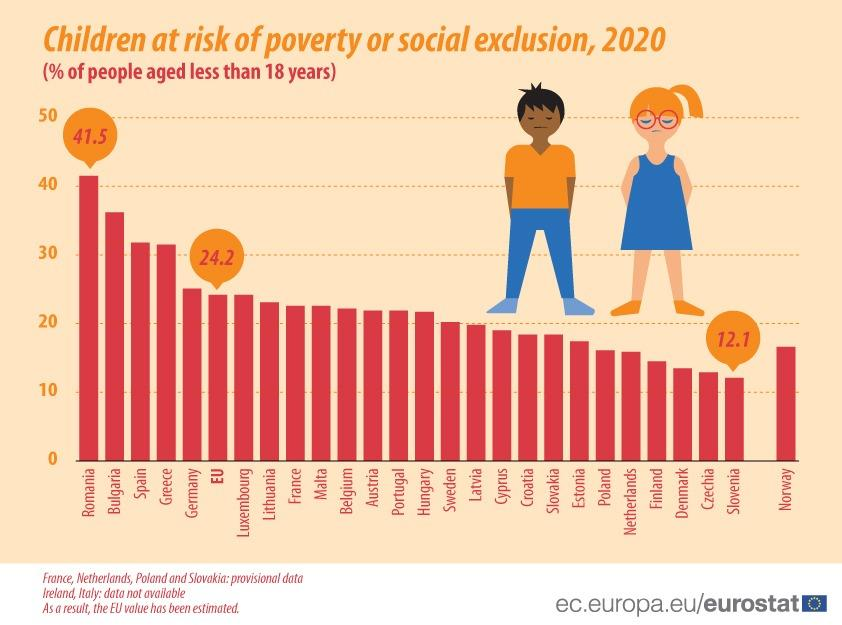 Children at risk of poverty or social exclusion, 2020
(% of people aged less than 18 years)
50
40
30
20
10
0
41.5
24.2
12.1
Romania
Bulgaria
Spain
Greece
Germany
EU
Luxembourg
Lithuania
France
Malta
Belgium
Austria
Portugal
Hungary
Sweden
Latvia
Cyprus
Croatia
Slovakia
Estonia
Poland
Netherlands
Finland
Denmark
Czechia
Slovenia
Norway
France, Netherlands, Poland and Slovakia: provisional data
Ireland, Italy: data not available
As a result, the EU value has been estimated.
ec.europa.eu/eurostat